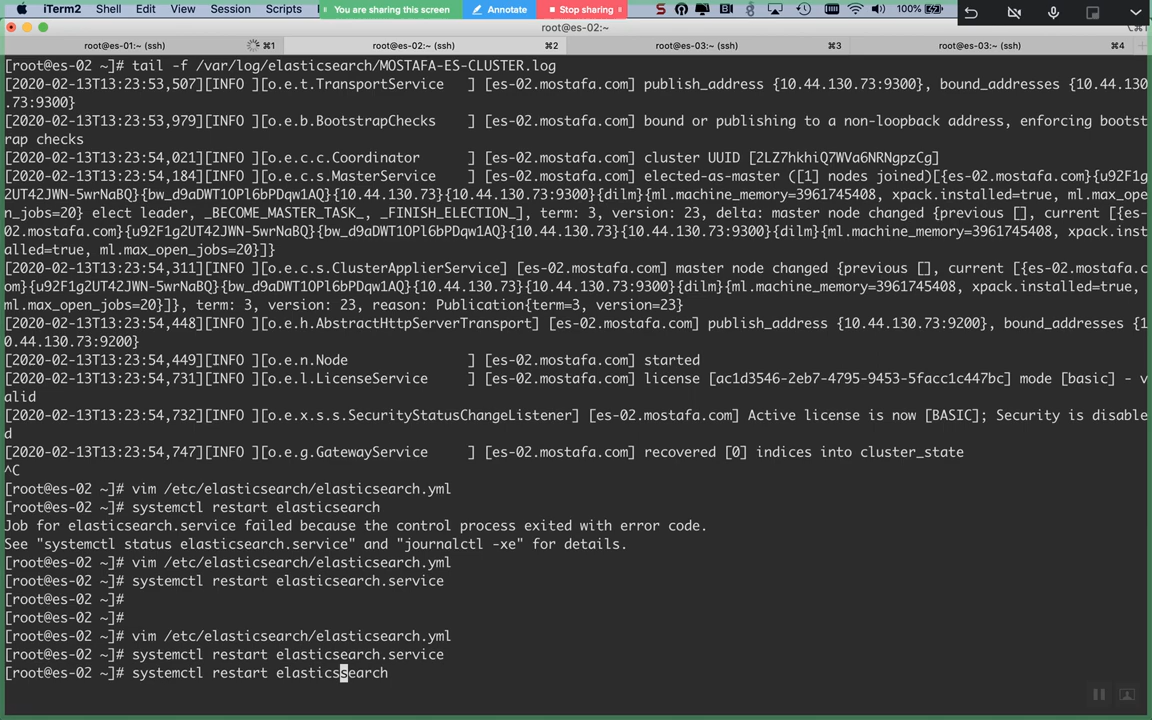 iTerm2 Shell Edit View Session Scripts You are sharing this screen Annotate Stop sharing 100%
root@es-02:~
root@es-01:~ (ssh) ⌘1 root@es-02:~ (ssh) ⌘2 root@es-03:~ (ssh) ⌘3 root@es-03:~ (ssh) ⌘4
[root@es-02 ~]# tail -f /var/log/elasticsearch/MOSTAFA-ES-CLUSTER.log
[2020-02-13T13:23:53,507][INFO ][o.e.t.TransportService   ] [es-02.mostafa.com] publish_address {10.44.130.73:9300}, bound_addresses {10.44.130
.73:9300}
[2020-02-13T13:23:53,979][INFO ][o.e.b.BootstrapChecks    ] [es-02.mostafa.com] bound or publishing to a non-loopback address, enforcing bootst
rap checks
[2020-02-13T13:23:54,021][INFO ][o.e.c.c.Coordinator      ] [es-02.mostafa.com] cluster UUID [2LZ7hkhiQ7WVa6NRNgpzCg]
[2020-02-13T13:23:54,184][INFO ][o.e.c.s.MasterService    ] [es-02.mostafa.com] elected-as-master ([1] nodes joined)[{es-02.mostafa.com}{u92F1g
2UT42JWN-5wrNaBQ}{bw_d9aDWT1OPl6bPDqw1AQ}{10.44.130.73}{10.44.130.73:9300}{dilm}{ml.machine_memory=3961745408, xpack.installed=true, ml.max_ope
n_jobs=20} elect leader, _BECOME_MASTER_TASK_, _FINISH_ELECTION_], term: 3, version: 23, delta: master node changed {previous [], current [{es-
02.mostafa.com}{u92F1g2UT42JWN-5wrNaBQ}{bw_d9aDWT1OPl6bPDqw1AQ}{10.44.130.73}{10.44.130.73:9300}{dilm}{ml.machine_memory=3961745408, xpack.inst
alled=true, ml.max_open_jobs=20}]}
[2020-02-13T13:23:54,311][INFO ][o.e.c.s.ClusterApplierService] [es-02.mostafa.com] master node changed {previous [], current [{es-02.mostafa.c
om}{u92F1g2UT42JWN-5wrNaBQ}{bw_d9aDWT1OPl6bPDqw1AQ}{10.44.130.73}{10.44.130.73:9300}{dilm}{ml.machine_memory=3961745408, xpack.installed=true, 
ml.max_open_jobs=20}]}, term: 3, version: 23, reason: Publication{term=3, version=23}
[2020-02-13T13:23:54,448][INFO ][o.e.h.AbstractHttpServerTransport] [es-02.mostafa.com] publish_address {10.44.130.73:9200}, bound_addresses {1
0.44.130.73:9200}
[2020-02-13T13:23:54,449][INFO ][o.e.n.Node               ] [es-02.mostafa.com] started
[2020-02-13T13:23:54,731][INFO ][o.e.l.LicenseService     ] [es-02.mostafa.com] license [ac1d3546-2eb7-4795-9453-5facc1c447bc] mode [basic] - v
alid
[2020-02-13T13:23:54,732][INFO ][o.e.x.s.s.SecurityStatusChangeListener] [es-02.mostafa.com] Active license is now [BASIC]; Security is disable
d
[2020-02-13T13:23:54,747][INFO ][o.e.g.GatewayService     ] [es-02.mostafa.com] recovered [0] indices into cluster_state
^C
[root@es-02 ~]# vim /etc/elasticsearch/elasticsearch.yml
[root@es-02 ~]# systemctl restart elasticsearch
Job for elasticsearch.service failed because the control process exited with error code.
See "systemctl status elasticsearch.service" and "journalctl -xe" for details.
[root@es-02 ~]# vim /etc/elasticsearch/elasticsearch.yml
[root@es-02 ~]# systemctl restart elasticsearch.service
[root@es-02 ~]#
[root@es-02 ~]#
[root@es-02 ~]# vim /etc/elasticsearch/elasticsearch.yml
[root@es-02 ~]# systemctl restart elasticsearch.service
[root@es-02 ~]# systemctl restart elasticssearch